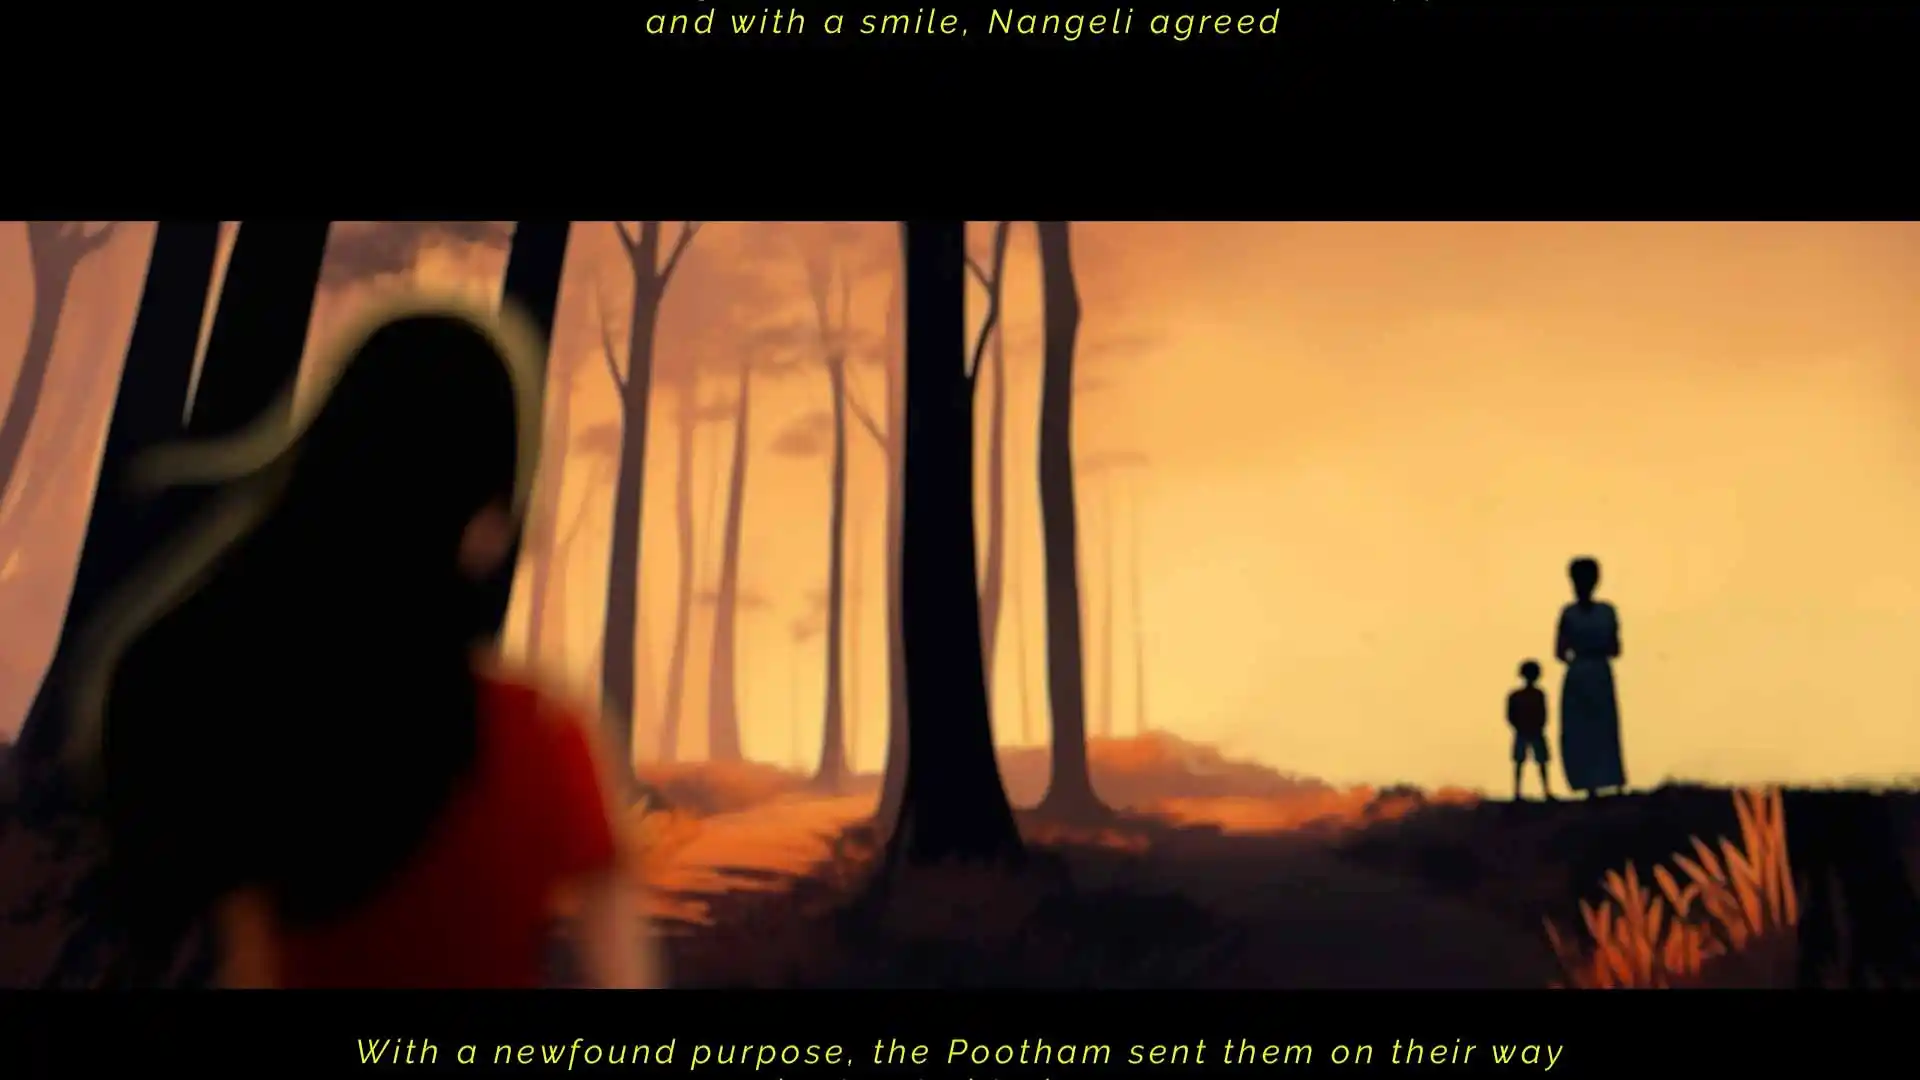 and with a smile, Nangeli agreed
With a newfound purpose, the Pootham sent them on their way